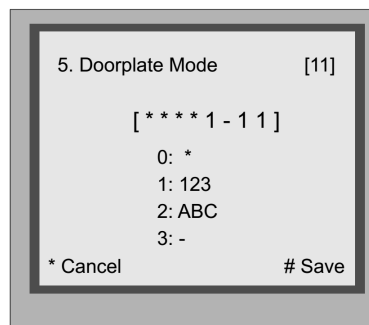 5. Doorplate Mode [11]
[ * * * * 1 - 1 1 ]
0: *
1: 123
2: ABC
3: -
* Cancel # Save